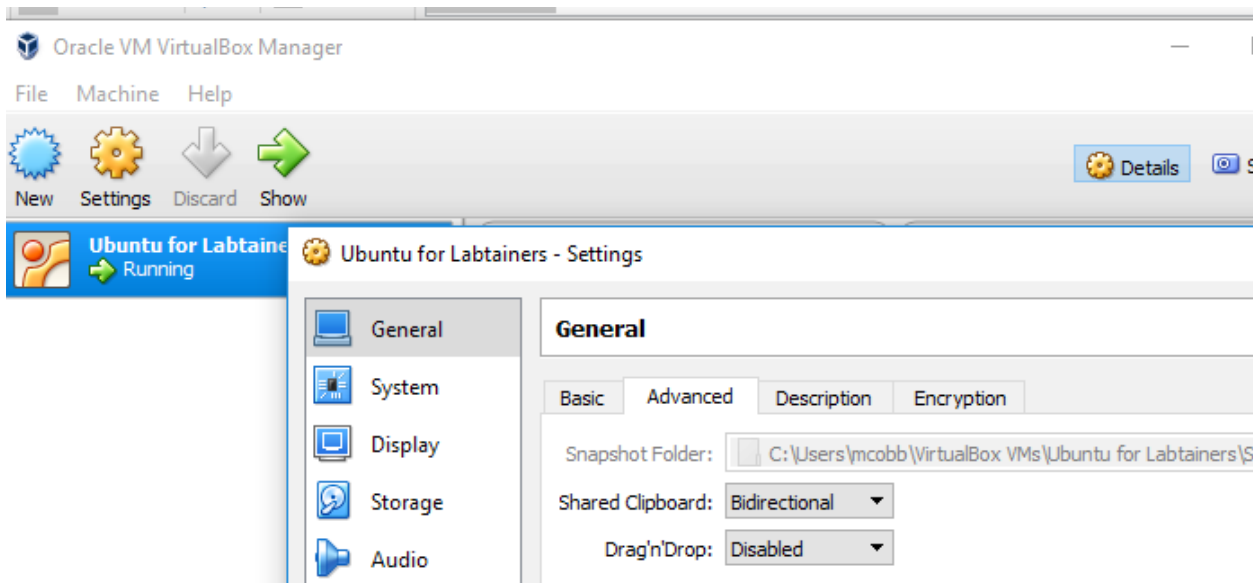 Oracle VM VirtualBox Manager
File Machine Help
New Settings Discard Show
Details
Ubuntu for Labtaine
Running
Ubuntu for Labtainers - Settings
General
System
Display
Storage
Audio
General
Basic Advanced Description Encryption
Snapshot Folder: C:\Users\mcobb\VirtualBox VMs\Ubuntu for Labtainers\S
Shared Clipboard: Bidirectional
Drag'n'Drop: Disabled